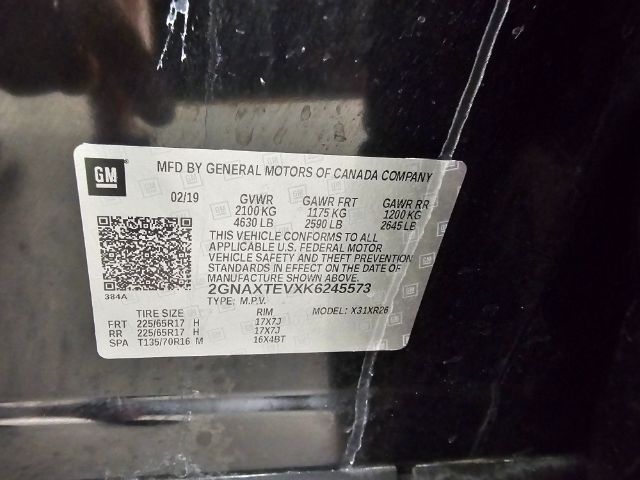 GM
MFD BY GENERAL MOTORS OF CANADA COMPANY
02/19 GVWR GAWR FRT GAWR RR
2100 KG 1175 KG 1200 KG
4630 LB 2590 LB 2645 LB
THIS VEHICLE CONFORMS TO ALL
APPLICABLE U.S. FEDERAL MOTOR
VEHICLE SAFETY AND THEFT PREVENTION
STANDARDS IN EFFECT ON THE DATE OF
MANUFACTURE SHOWN ABOVE.
384A 2GNAXTEVXK6245573
TYPE: M.P.V. MODEL: X31XR26
TIRE SIZE RIM
FRT 225/65R17 H 17X7J
RR 225/65R17 H 17X7J
SPA T135/70R16 M 16X4BT